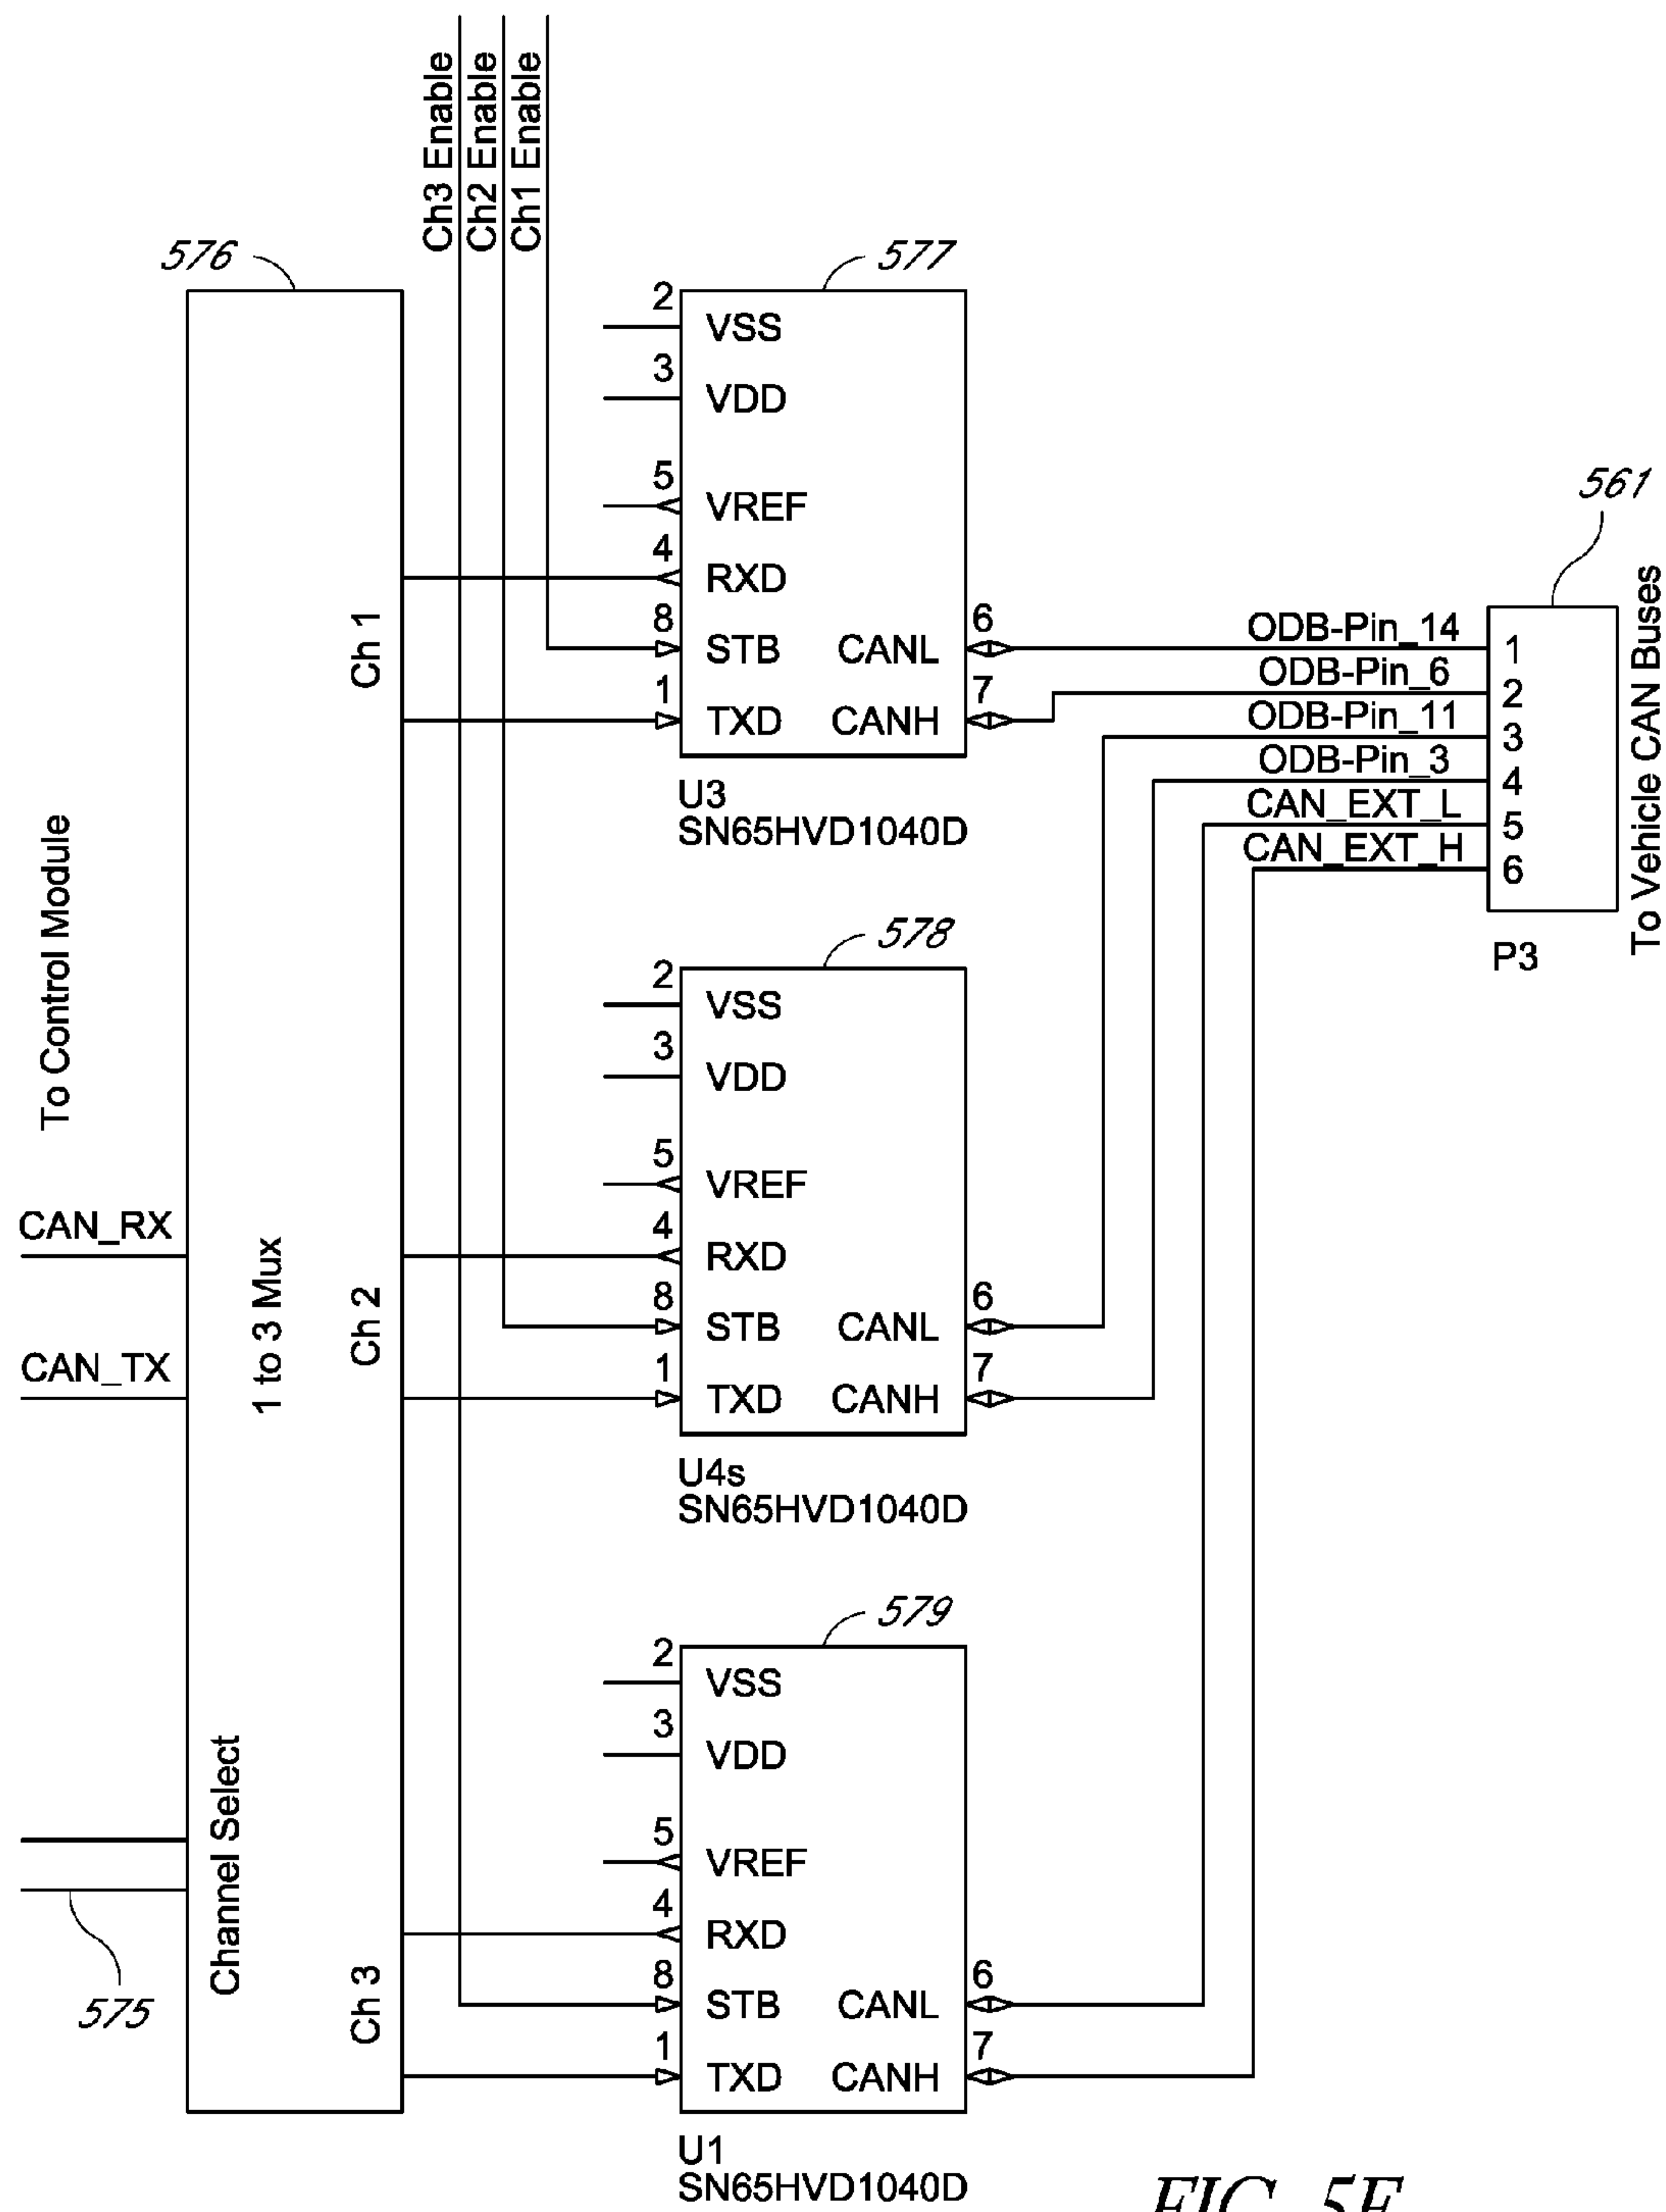 Ch3 Enable
Ch2 Enable
Ch1 Enable
576
577
2
VSS
3
VDD
5
VREF
4
RXD
8
STB
1
TXD
CANL
6
CANH
7
U3
SN65HVD1040D
Ch 1
561
ODB-Pin_14
1
ODB-Pin_6
2
ODB-Pin_11
3
ODB-Pin_3
4
CAN_EXT_L
5
CAN_EXT_H
6
P3
To Vehicle CAN Buses
To Control Module
CAN_RX
CAN_TX
1 to 3 Mux
Ch 2
578
2
VSS
3
VDD
5
VREF
4
RXD
8
STB
1
TXD
CANL
6
CANH
7
U4s
SN65HVD1040D
Channel Select
575
Ch 3
579
2
VSS
3
VDD
5
VREF
4
RXD
8
STB
1
TXD
CANL
6
CANH
7
U1
SN65HVD1040D